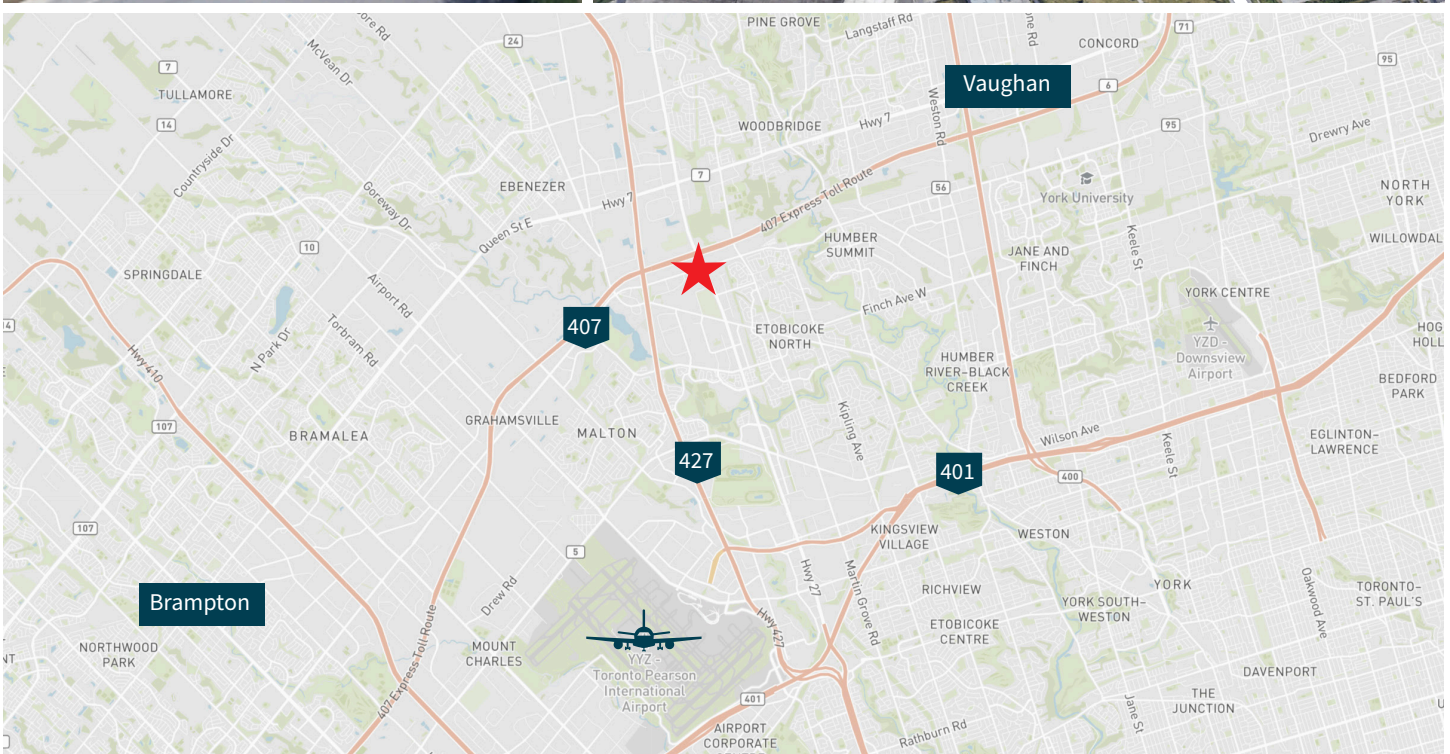 PINE GROVE
Langstaff Rd
71
24
CONCORD
McVean Dr
Vaughan
95
7
TULLAMORE
6
Weston Rd
14
WOODBRIDGE
Hwy 7
95
Drewry Ave
Countryside Dr
7
EBENEZER
Goreway Dr
56
York University
NORTH
YORK
Hwy 7
407 Express Toll Route
Queen St E
10
HUMBER
SUMMIT
JANE AND
FINCH
Keele St
SPRINGDALE
Airport Rd
YORK CENTRE
Finch Ave W
407
ETOBICOKE
NORTH
N Park Dr
Torbram Rd
YZD -
Downsview
Airport
Hwy 410
HUMBER
RIVER-BLACK
CREEK
BEDFORD
PARK
GRAHAMSVILLE
107
BRAMALEA
MALTON
Kipling Ave
Wilson Ave
Keele St
EGLINTON-
LAWRENCE
427
401
400
107
KINGSVIEW
VILLAGE
WESTON
5
Drew Rd
Hwy 27
Martin Grove Rd
RICHVIEW
YORK
Oakwood Ave
TORONTO-
ST. PAUL'S
Brampton
YORK SOUTH-
WESTON
Hwy 427
ETOBICOKE
CENTRE
NORTHWOOD
PARK
407 Express Toll Route
MOUNT
CHARLES
YYZ -
Toronto Pearson
International
Airport
DAVENPORT
401
THE
JUNCTION
Jane St
AIRPORT
CORPORATE
Rathburn Rd